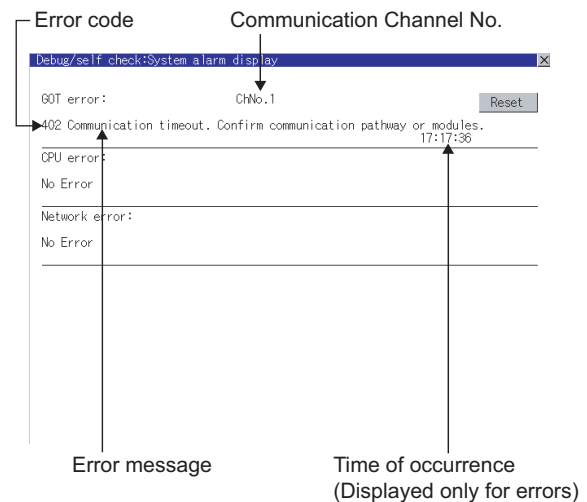 Error code
Communication Channel No.
Debug/self check:System alarm display
GOT error: ChNo.1 Reset
402 Communication timeout. Confirm communication pathway or modules.
17:17:36
CPU error:
No Error
Network error:
No Error
Error message
Time of occurrence
(Displayed only for errors)